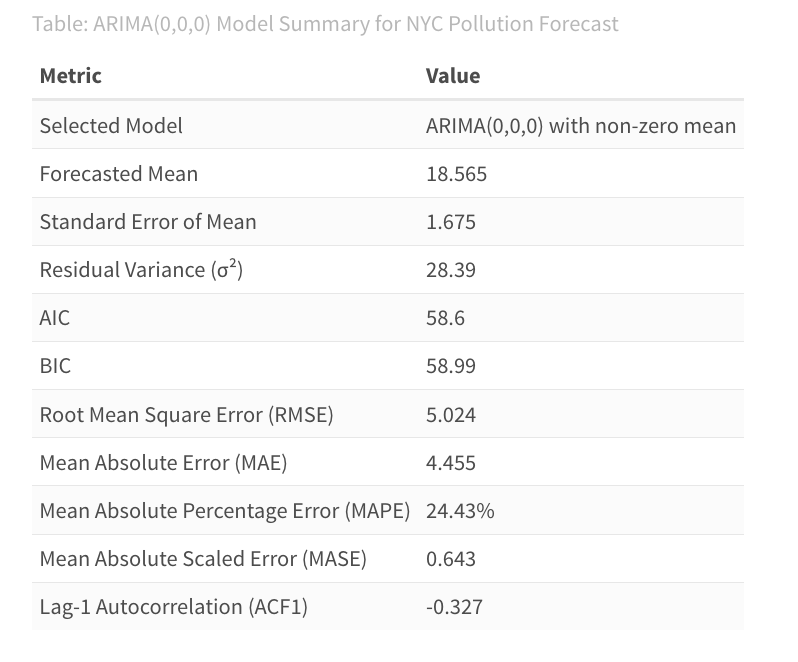 Table: ARIMA(0,0,0) Model Summary for NYC Pollution Forecast
Metric Value
Selected Model ARIMA(0,0,0) with non-zero mean
Forecasted Mean 18.565
Standard Error of Mean 1.675
Residual Variance (σ²) 28.39
AIC 58.6
BIC 58.99
Root Mean Square Error (RMSE) 5.024
Mean Absolute Error (MAE) 4.455
Mean Absolute Percentage Error (MAPE) 24.43%
Mean Absolute Scaled Error (MASE) 0.643
Lag-1 Autocorrelation (ACF1) -0.327